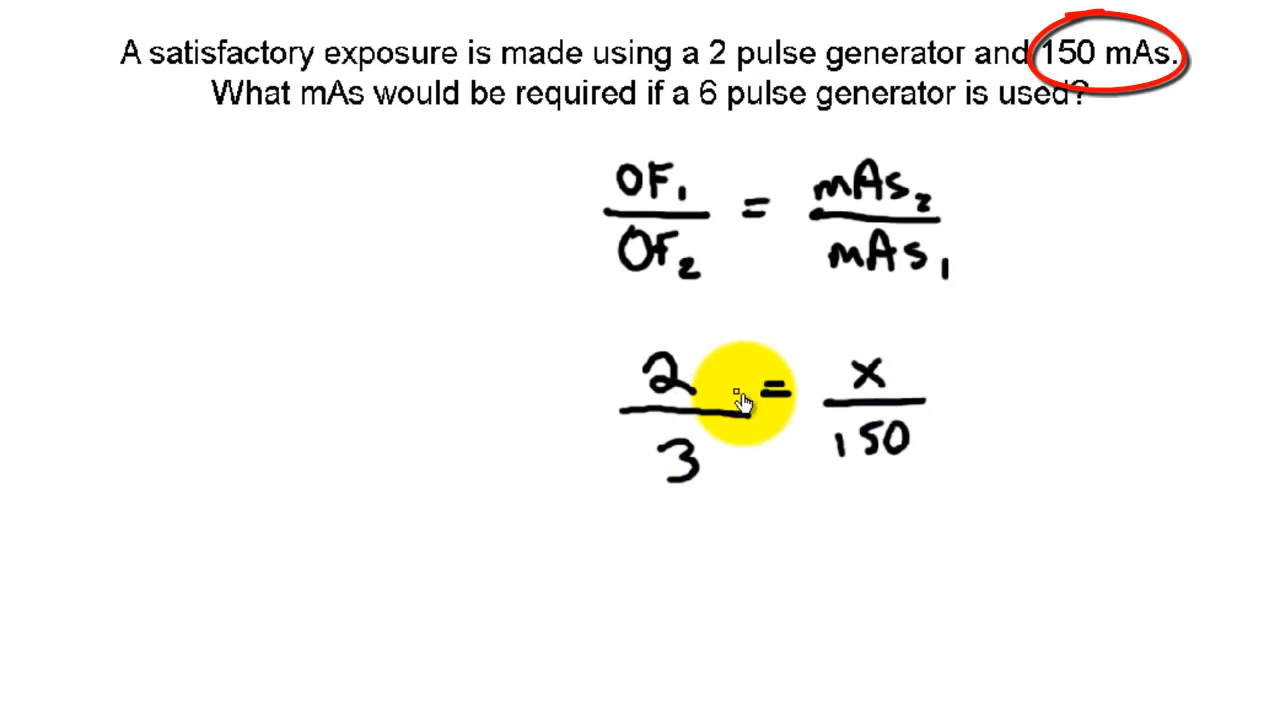 A satisfactory exposure is made using a 2 pulse generator and 150 mAs.
What mAs would be required if a 6 pulse generator is used?
OF₁ = mAs₂
OF₂ mAs₁
2 = x
3 150